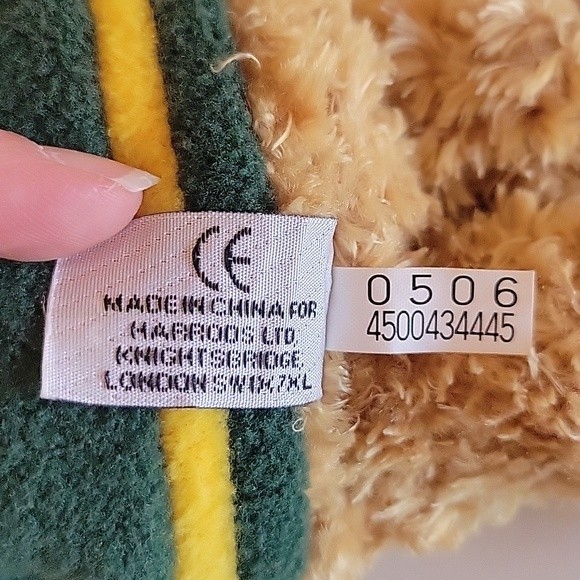 CE
MADE IN CHINA FOR
HARRODS LTD.
KNIGHTSBRIDGE,
LONDON SW1X 7XL
0506
4500434445